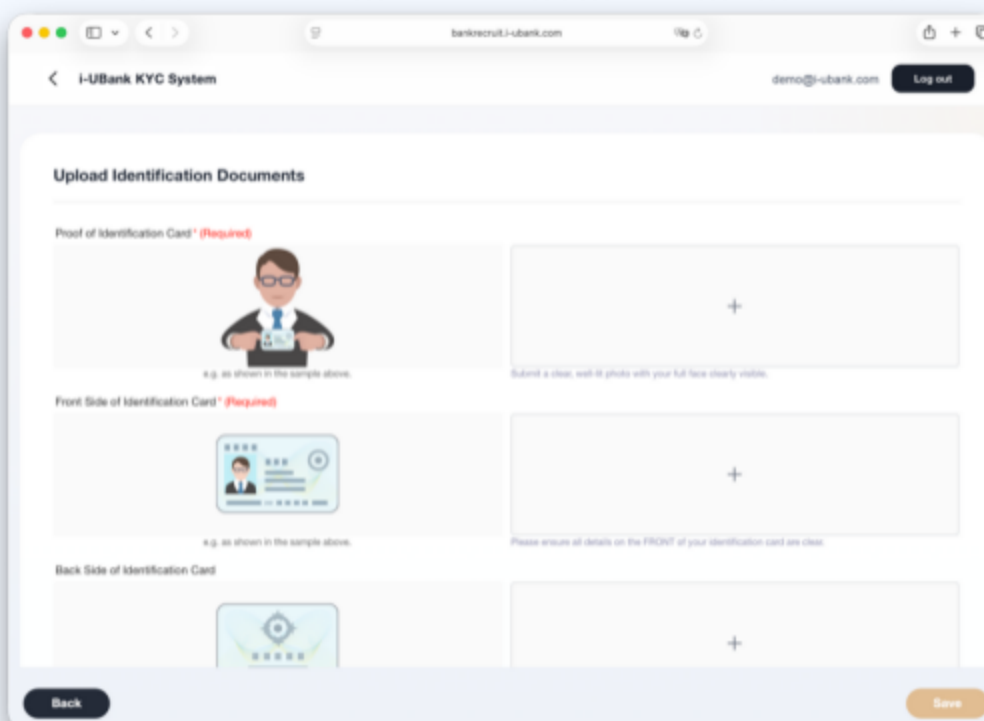 bankrecruit.i-ubank.com
i-UBank KYC System
demo@i-ubank.com
Log out
Upload Identification Documents
Proof of Identification Card * (Required)
e.g. as shown in the sample above.
Submit a clear, well-lit photo with your full face clearly visible.
Front Side of Identification Card * (Required)
e.g. as shown in the sample above.
Please ensure all details on the FRONT of your identification card are clear.
Back Side of Identification Card
Back
Save